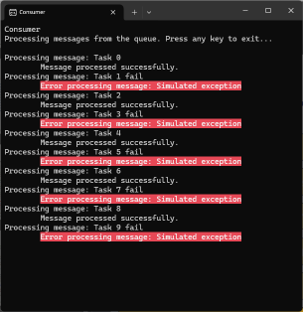 Consumer
Consumer
Processing messages from the queue. Press any key to exit...
Processing message: Task 0
Message processed successfully.
Processing message: Task 1 fail
Error processing message: Simulated exception
Processing message: Task 2
Message processed successfully.
Processing message: Task 3 fail
Error processing message: Simulated exception
Processing message: Task 4
Message processed successfully.
Processing message: Task 5 fail
Error processing message: Simulated exception
Processing message: Task 6
Message processed successfully.
Processing message: Task 7 fail
Error processing message: Simulated exception
Processing message: Task 8
Message processed successfully.
Processing message: Task 9 fail
Error processing message: Simulated exception